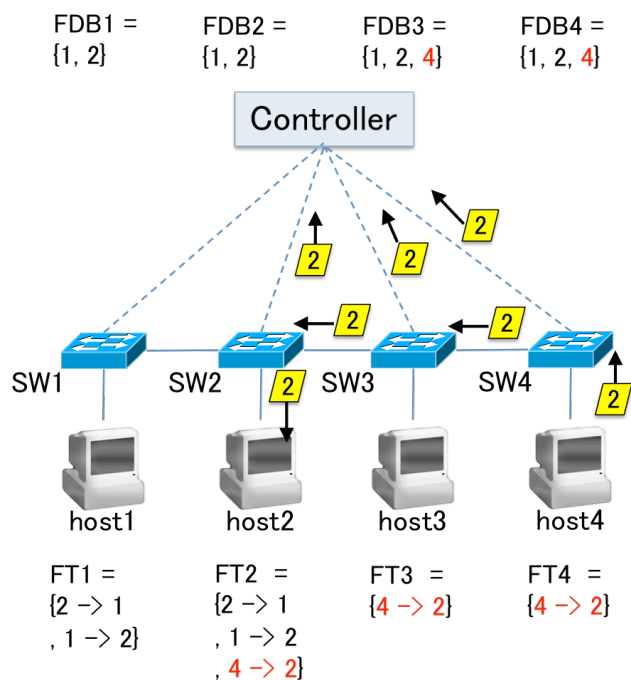 FDB1 = FDB2 = FDB3 = FDB4 =
{1, 2} {1, 2} {1, 2, 4} {1, 2, 4}
Controller
2
2
2
2
2
SW1 SW2 SW3 SW4
2
2
host1 host2 host3 host4
FT1 = FT2 = FT3 = FT4 =
{2 -> 1 {2 -> 1 {4 -> 2} {4 -> 2}
, 1 -> 2} , 1 -> 2
, 4 -> 2}